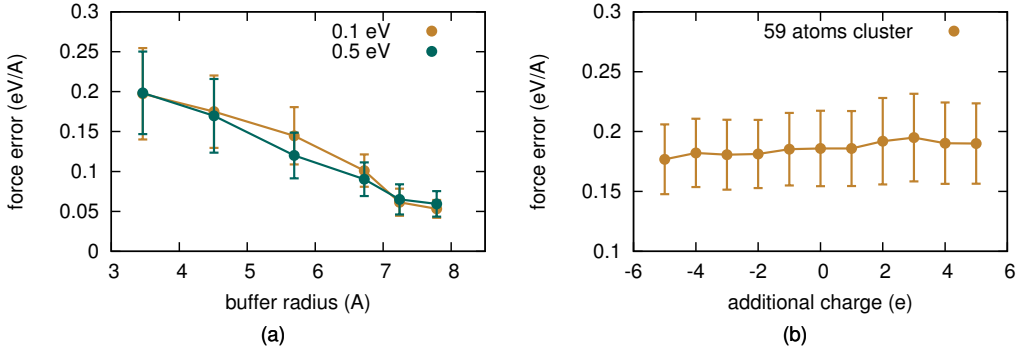 0.3
0.25
0.2
0.15
0.1
0.05
0
3
4
5
6
7
8
force error (eV/A)
buffer radius (A)
0.1 eV
0.5 eV
(a)
0.3
0.25
0.2
0.15
0.1
-6
-4
-2
0
2
4
6
force error (eV/A)
additional charge (e)
59 atoms cluster
(b)